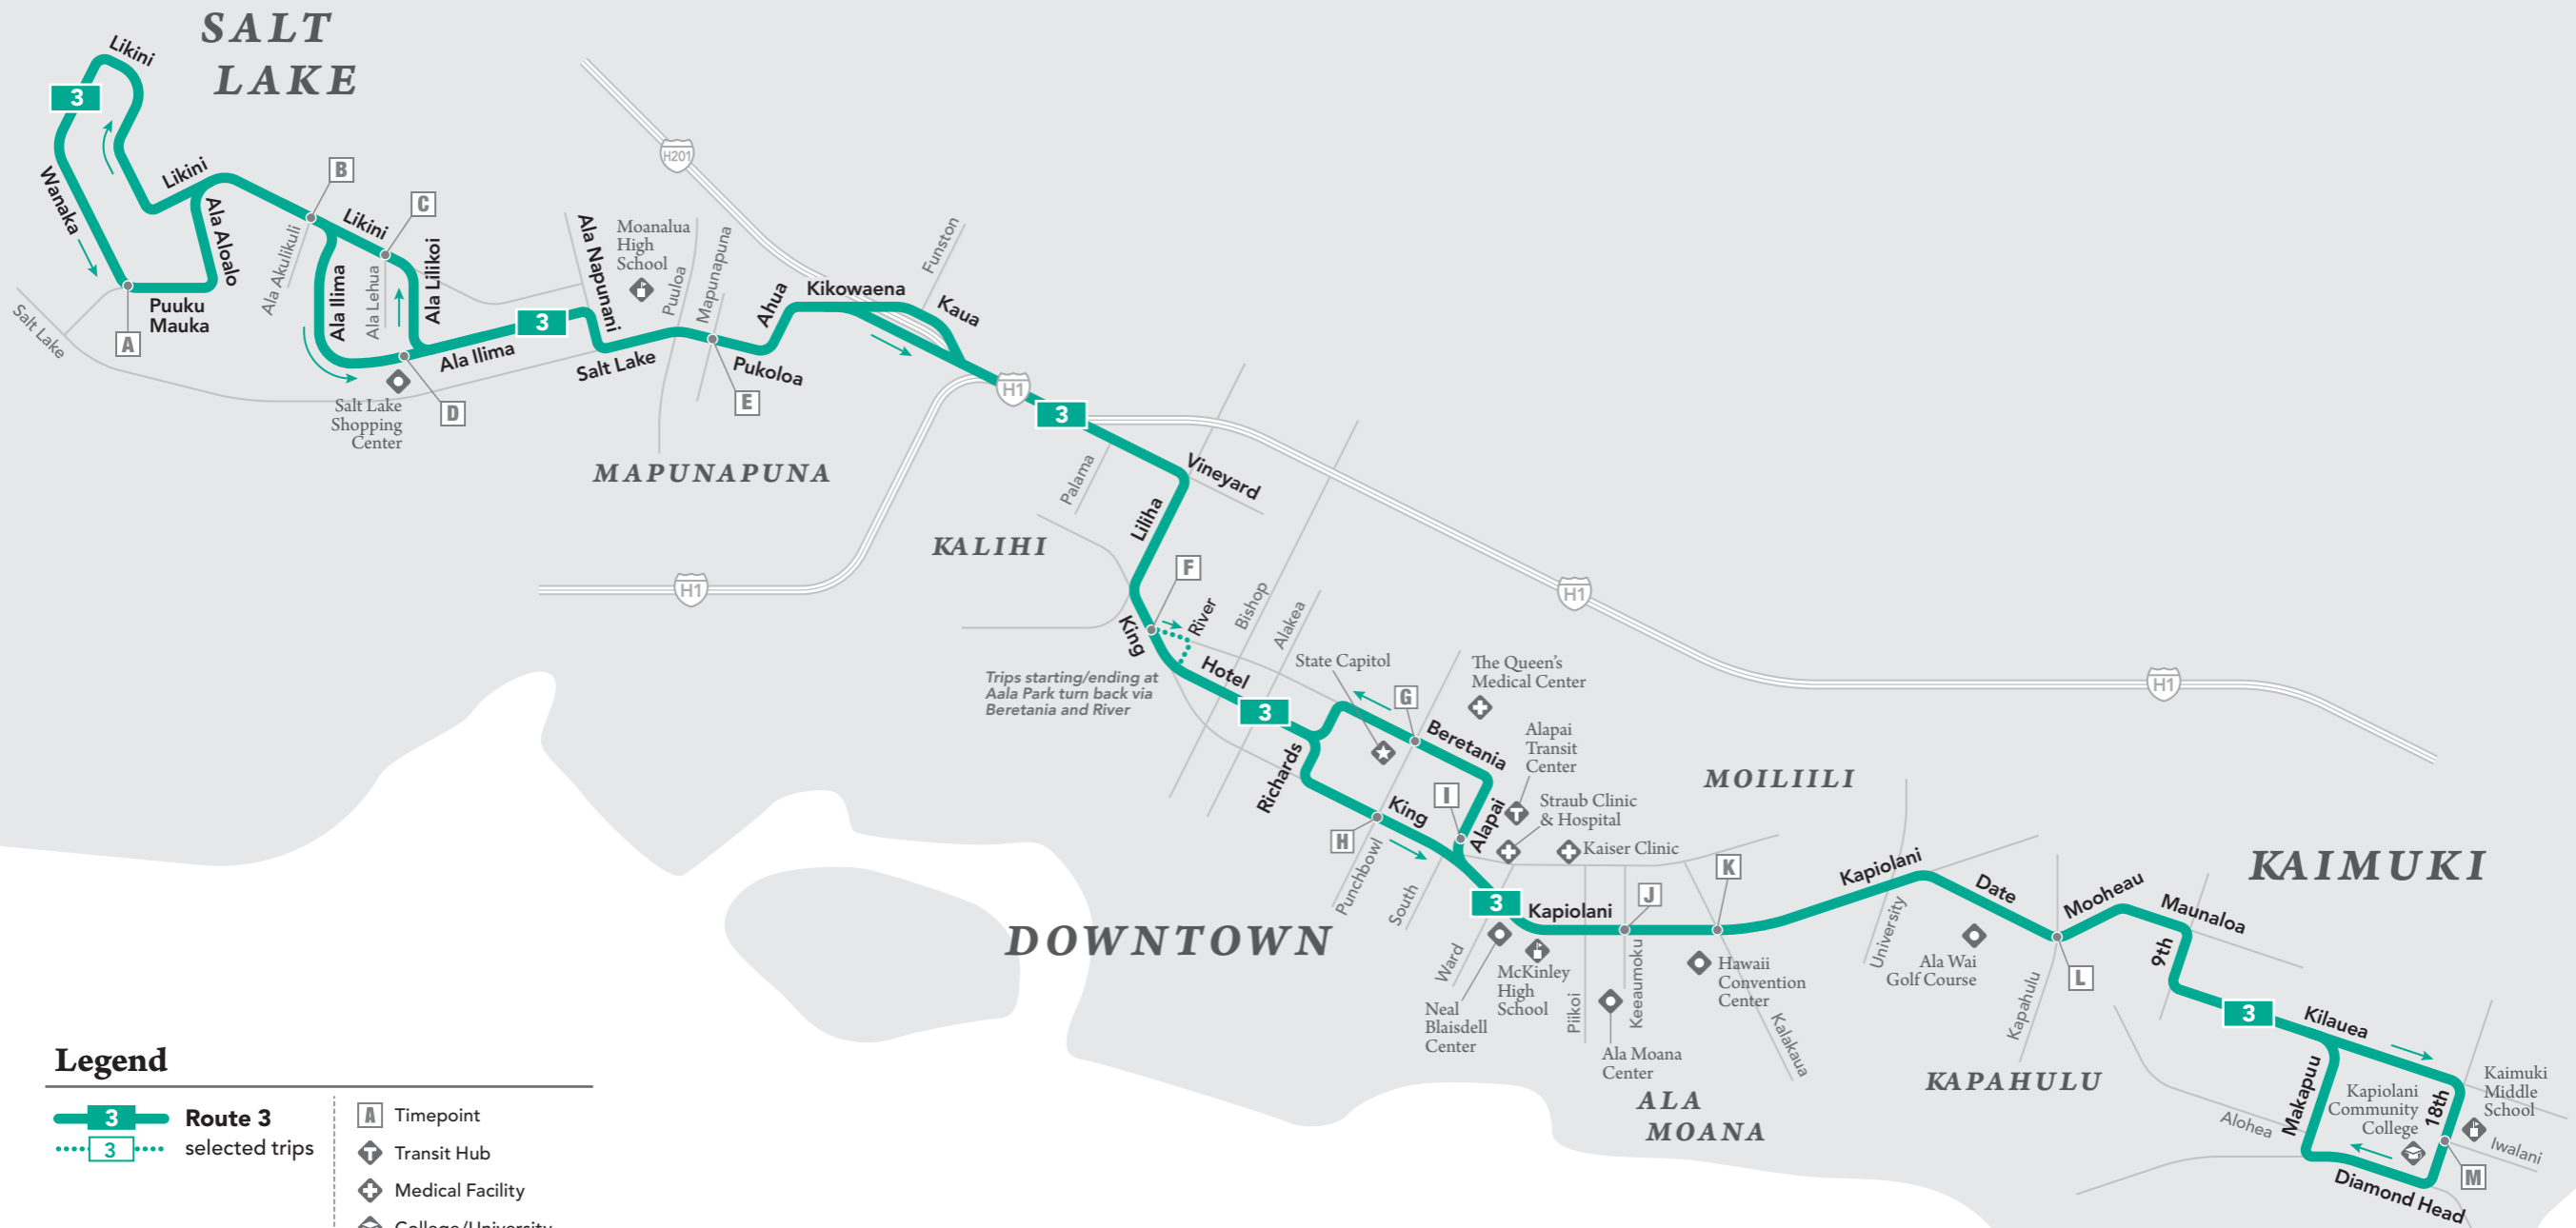 SALT
LAKE
Likini
3
Wanaka
Likini
Ala Aloalo
Puuku
Mauka
A
Salt Lake
B
Likini
C
Ala Akulikuli
Ala Ilima
Ala Lehua
Ala Lilikoi
Ala Ilima
D
Salt Lake
Shopping
Center
3
Ala Napunani
Moanalua
High
School
Puuloa
Mapunapuna
Salt Lake
Pukoloa
E
Ahua
Kikowaena
Kaua
Funston
H201
MAPUNAPUNA
H1
3
H1
Palama
Vineyard
Liliha
KALIHI
F
King
River
Hotel
Bishop
Alakea
Trips starting/ending at
Aala Park turn back via
Beretania and River
3
State Capitol
G
The Queen's
Medical Center
Beretania
Alapai
Transit
Center
Richards
King
I
Alapai
H
Punchbowl
South
Straub Clinic
& Hospital
Kaiser Clinic
H1
H1
MOILIILI
KAIMUKI
DOWNTOWN
3
Kapiolani
J
K
Kapiolani
University
Date
Mooheau
Maunaloa
9th
L
Ala Wai
Golf Course
Kapahulu
Ward
Neal
Blaisdell
Center
McKinley
High
School
Piikoi
Keeaumoku
Ala Moana
Center
Hawaii
Convention
Center
Kalakaua
ALA
MOANA
KAPAHULU
3
Kilauea
Makapuu
Kapiolani
Community
College
18th
Kaimuki
Middle
School
Alohea
Iwalani
M
Diamond Head
Legend
3
Route 3
3
selected trips
A
Timepoint
Transit Hub
Medical Facility
College/University